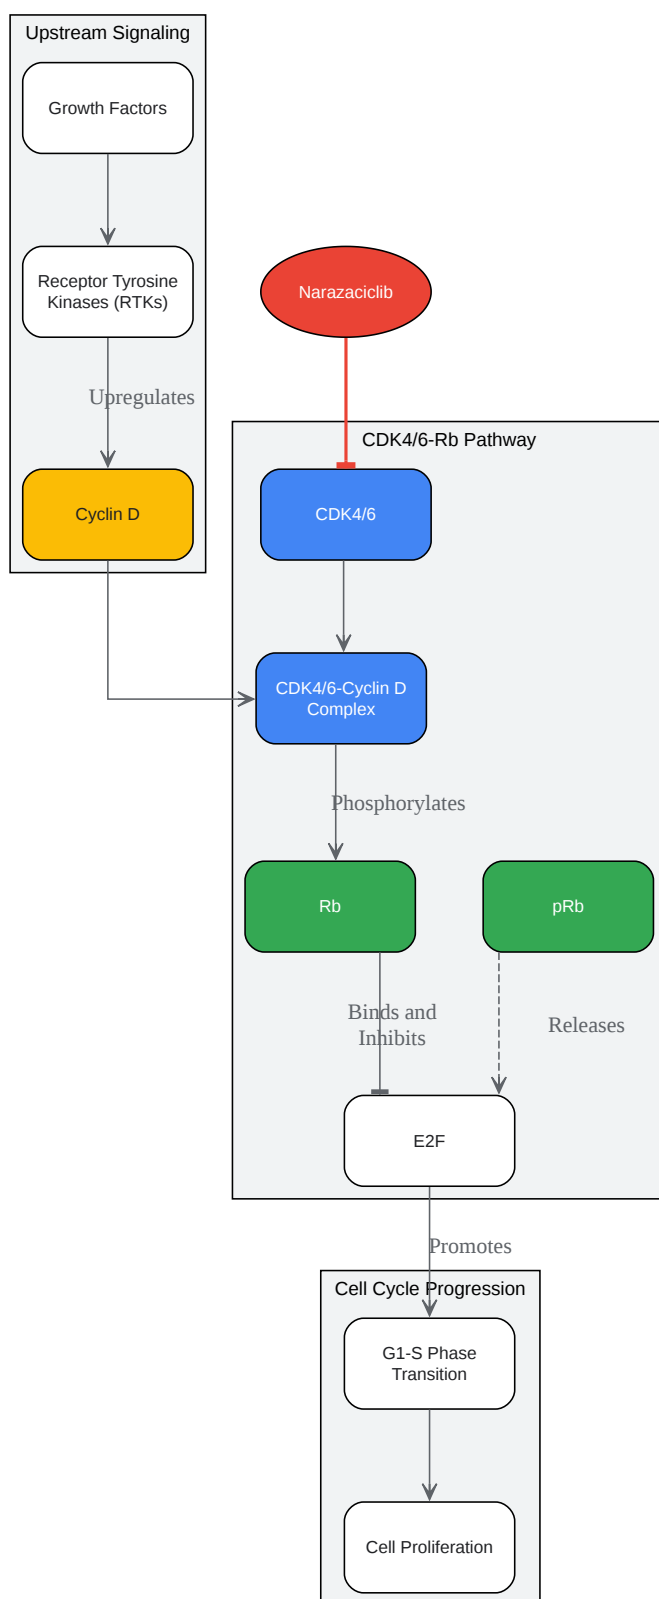 Upstream Signaling
Growth Factors
Receptor Tyrosine
Kinases (RTKs)
Narazaciclib
Upregulates
CDK4/6-Rb Pathway
Cyclin D
CDK4/6
CDK4/6-Cyclin D
Complex
Phosphorylates
Rb
pRb
Binds and
Inhibits
Releases
E2F
Promotes
Cell Cycle Progression
G1-S Phase
Transition
Cell Proliferation